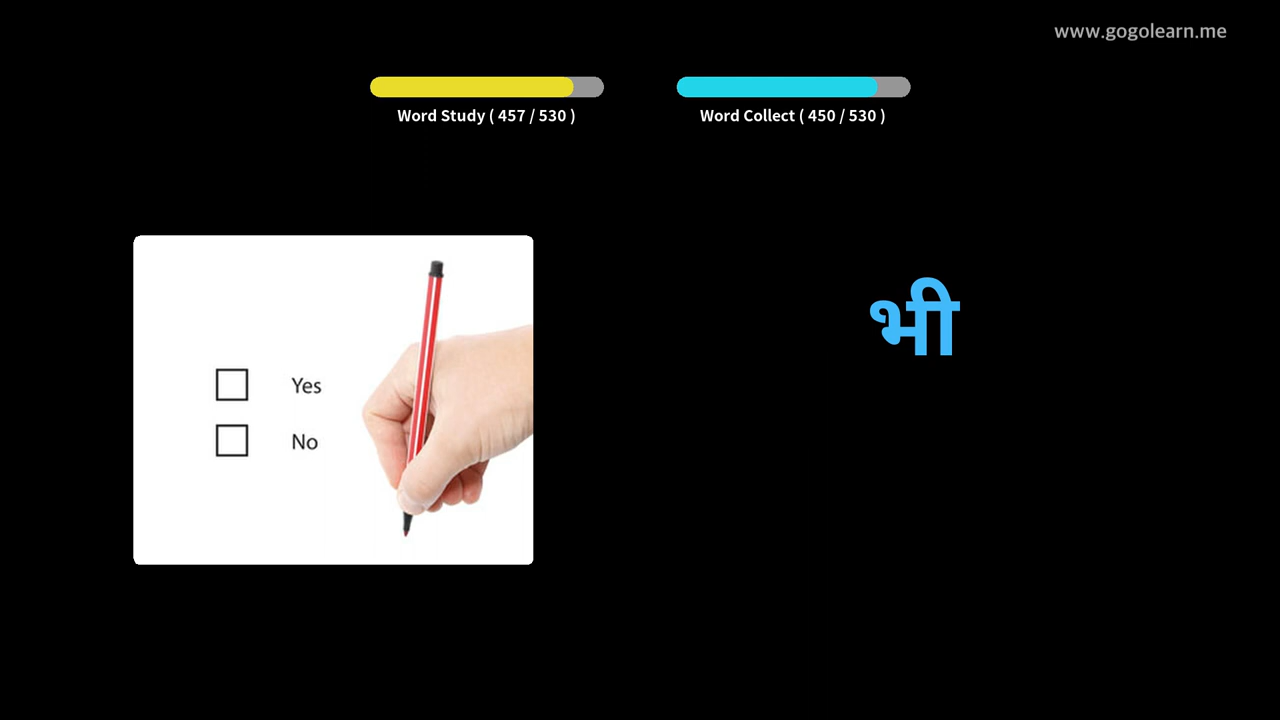 www.gogolearn.me
Word Study ( 457 / 530 )
Word Collect ( 450 / 530 )
Yes
No
भी